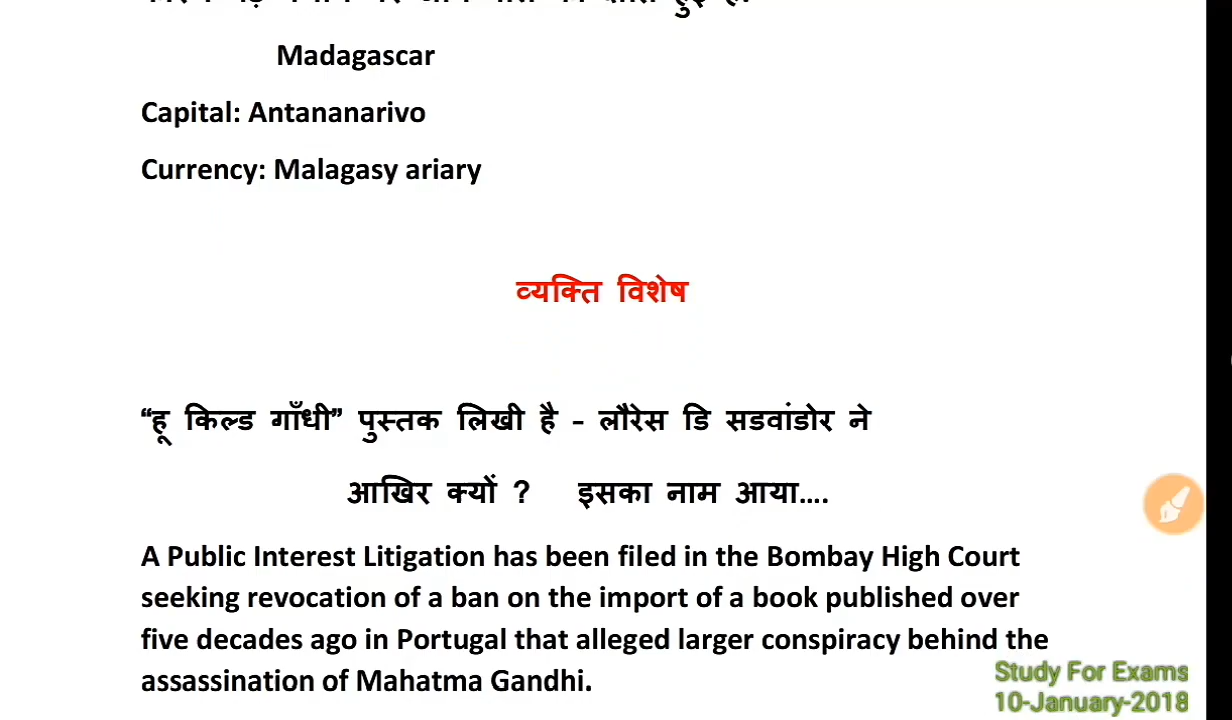 Madagascar
Capital: Antananarivo
Currency: Malagasy ariary
व्यक्ति विशेष
“हू किल्ड गाँधी” पुस्तक लिखी है – लौरेस डि सडवांडोर ने
आखिर क्यों ? इसका नाम आया....
A Public Interest Litigation has been filed in the Bombay High Court
seeking revocation of a ban on the import of a book published over
five decades ago in Portugal that alleged larger conspiracy behind the
assassination of Mahatma Gandhi.
Study For Exams
10-January-2018